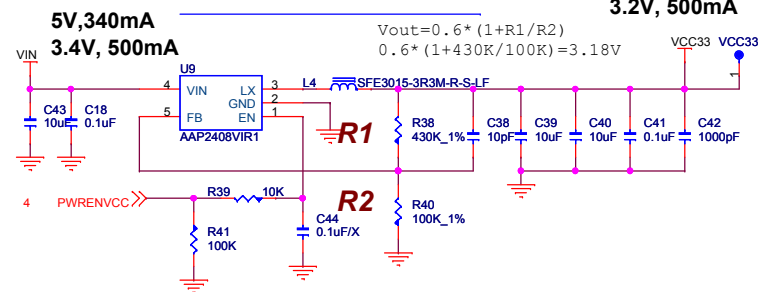 5V,340mA
3.4V, 500mA
3.2V, 500mA
Vout=0.6*(1+R1/R2)
0.6*(1+430K/100K)=3.18V
VIN
VCC33
VCC33
U9
4
VIN
LX
3
GND
2
5
FB
EN
1
AAP2408VIR1
L4
SFE3015-3R3M-R-S-LF
1
C43
10uF
C18
0.1uF
R1
R38
430K_1%
C38
10pF
C39
10uF
C40
10uF
C41
0.1uF
C42
1000pF
R39
10K
R2
R40
100K_1%
4
PWRENVCC
R41
100K
C44
0.1uF/X